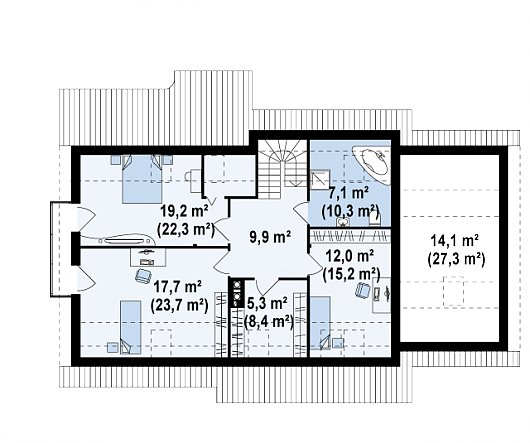 19,2 m²
(22,3 m²)
7,1 m²
(10,3 m²)
9,9 m²
14,1 m²
(27,3 m²)
12,0 m²
(15,2 m²)
17,7 m²
(23,7 m²)
5,3 m²
(8,4 m²)